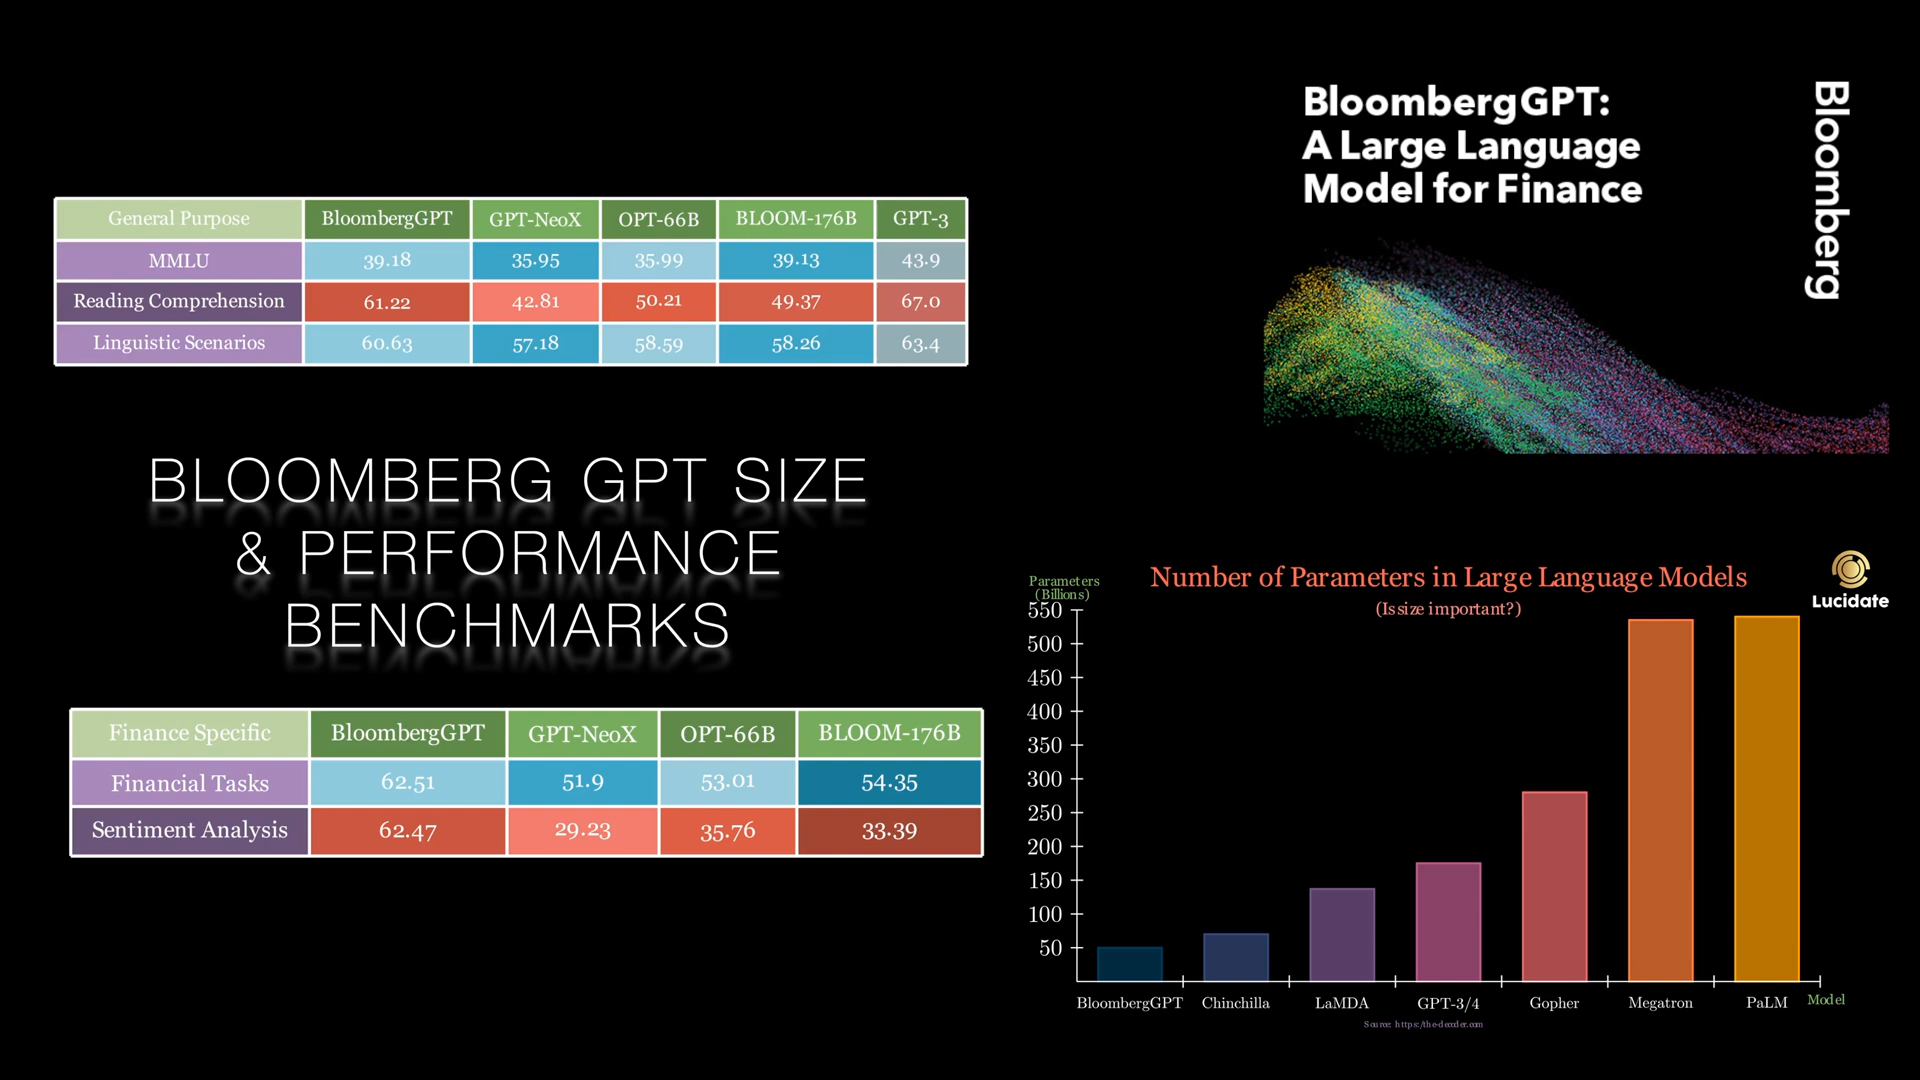 General Purpose BloombergGPT GPT-NeoX OPT-66B BLOOM-176B GPT-3
MMLU 39.18 35.95 35.99 39.13 43.9
Reading Comprehension 61.22 42.81 50.21 49.37 67.0
Linguistic Scenarios 60.63 57.18 58.59 58.26 63.4
BLOOMBERG GPT SIZE
& PERFORMANCE
BENCHMARKS
Finance Specific BloombergGPT GPT-NeoX OPT-66B BLOOM-176B
Financial Tasks 62.51 51.9 53.01 54.35
Sentiment Analysis 62.47 29.23 35.76 33.39
BloombergGPT:
A Large Language
Model for Finance
Bloomberg
Number of Parameters in Large Language Models
(Is size important?)
Lucidate
Parameters
(Billions)
550
500
450
400
350
300
250
200
150
100
50
BloombergGPT Chinchilla LaMDA GPT-3/4 Gopher Megatron PaLM Model
Source: https:/the-decoder.com